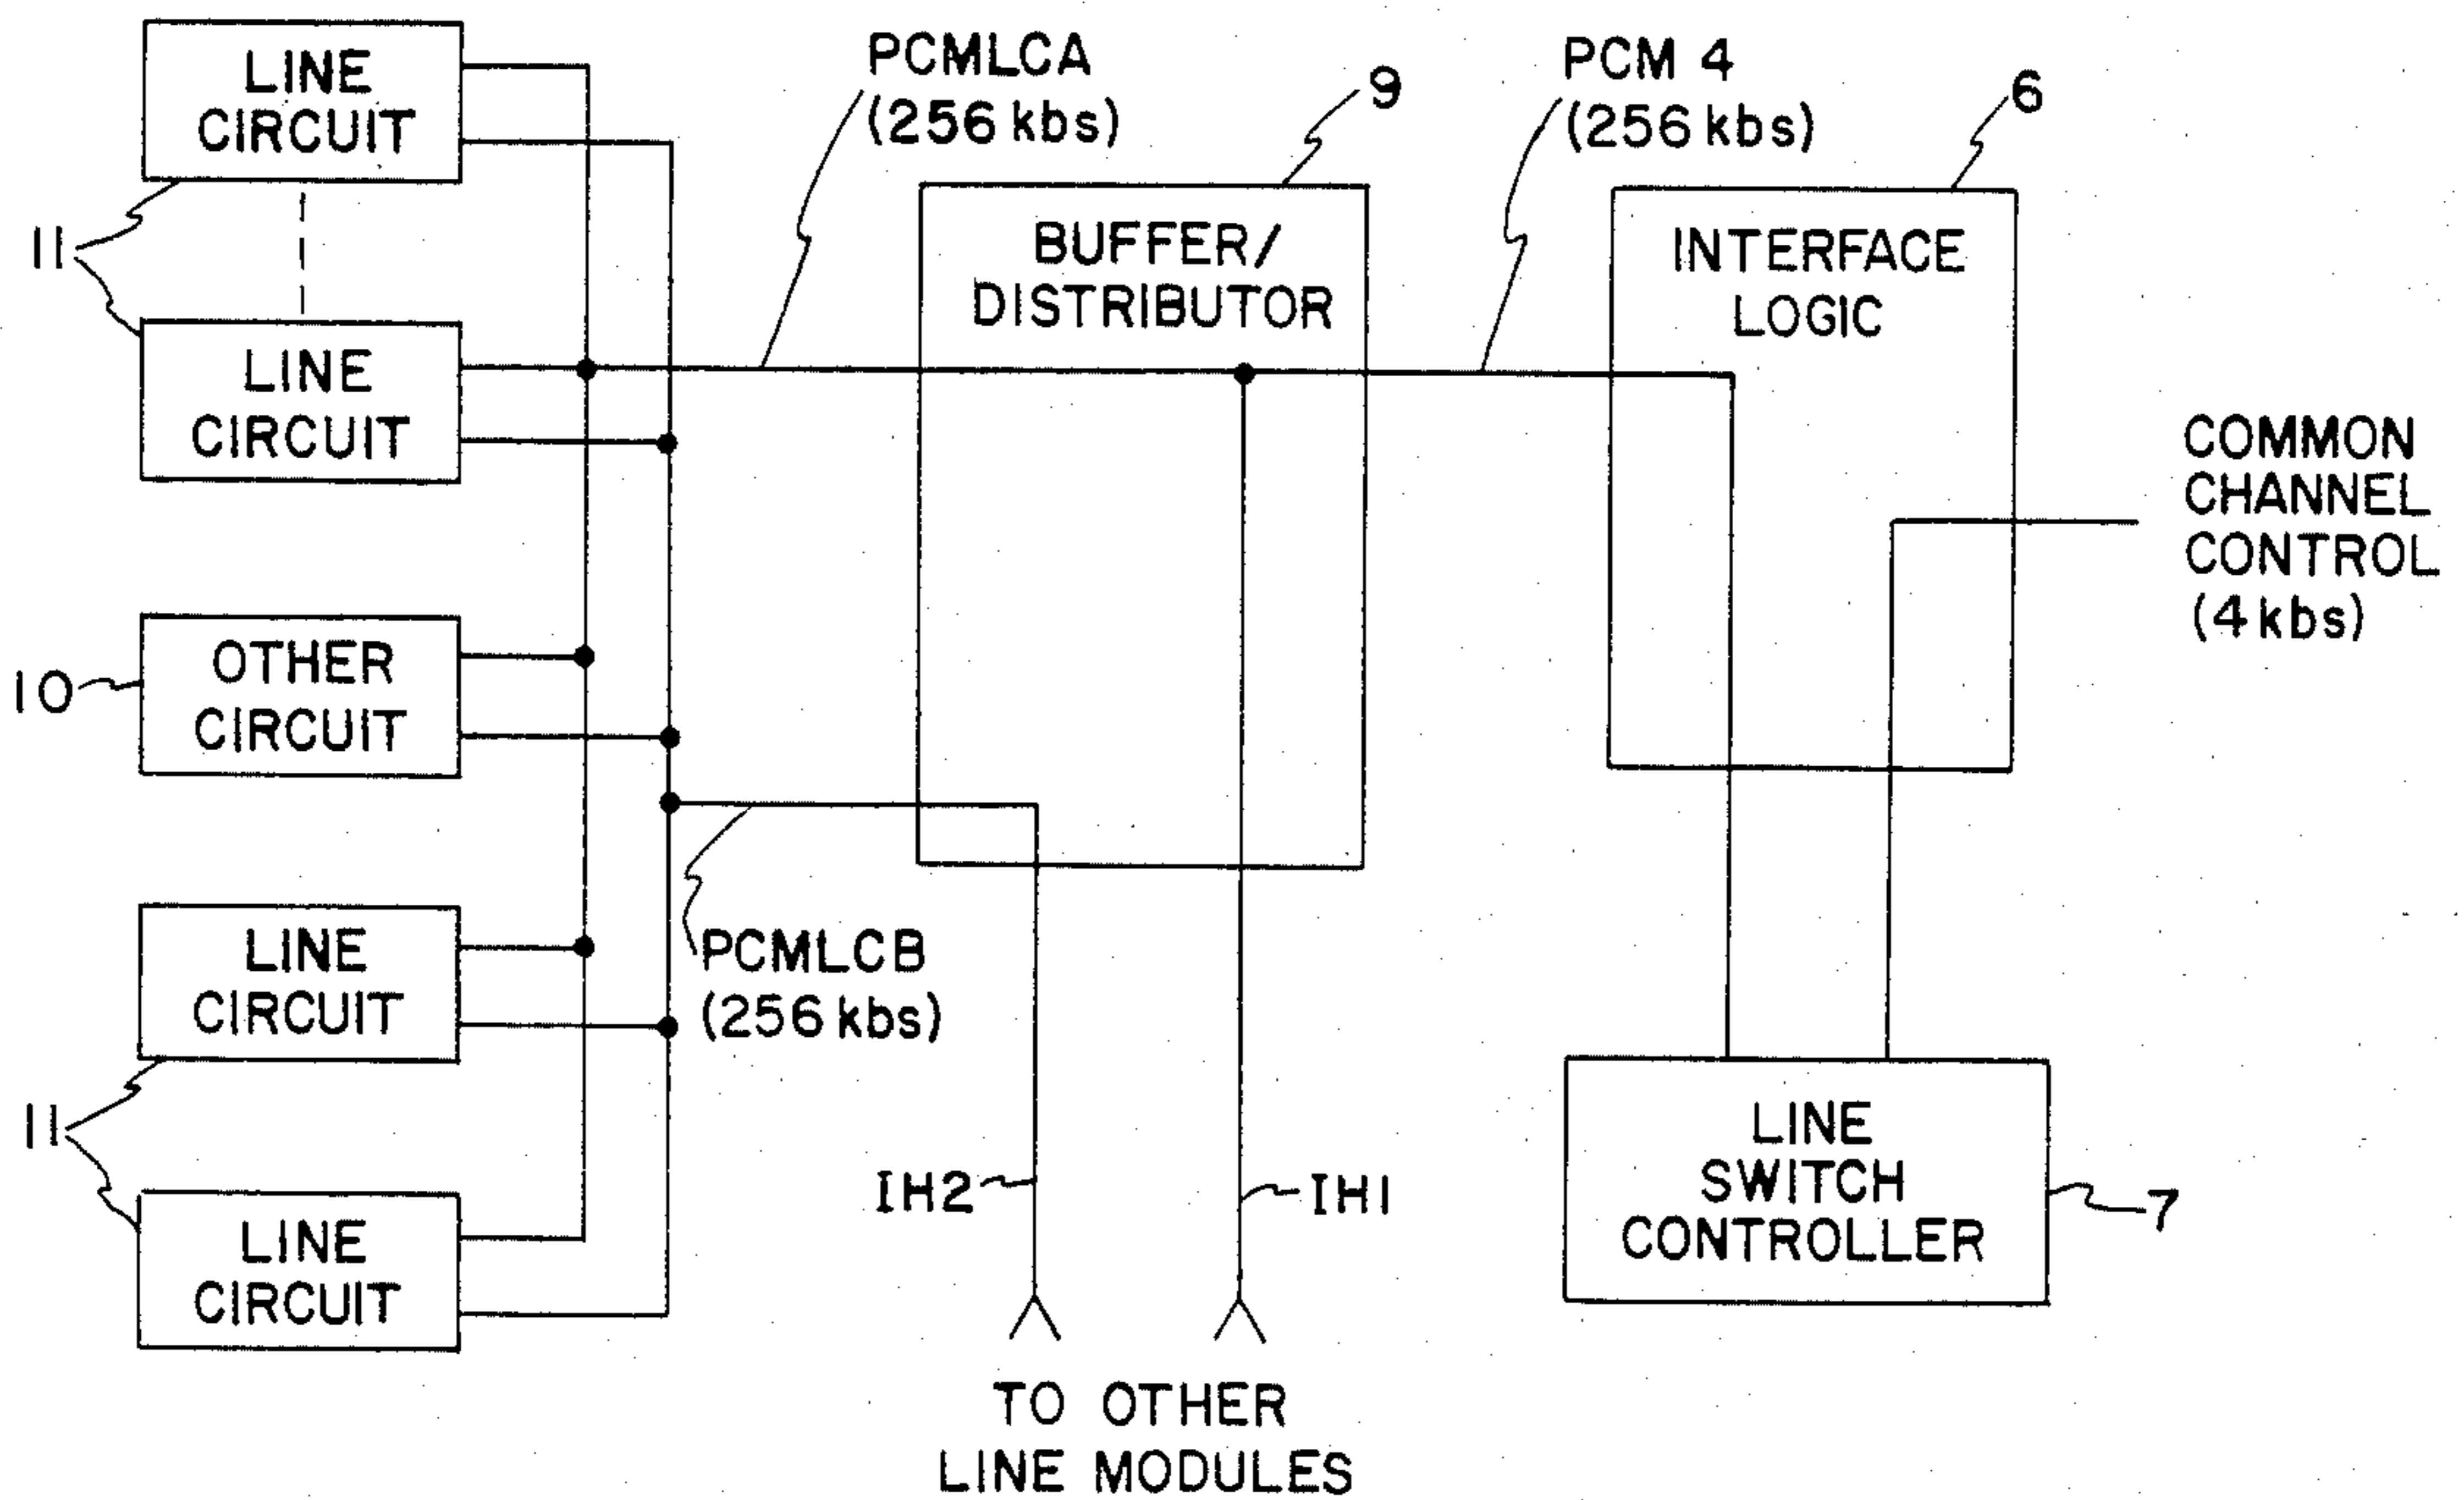 LINE
CIRCUIT
11
LINE
CIRCUIT
10
OTHER
CIRCUIT
LINE
CIRCUIT
11
LINE
CIRCUIT
PCMLCA
(256 kbs)
9
BUFFER/
DISTRIBUTOR
PCMLCB
(256 kbs)
IH2
IH1
TO OTHER
LINE MODULES
PCM 4
(256 kbs)
6
INTERFACE
LOGIC
COMMON
CHANNEL
CONTROL
(4 kbs)
LINE
SWITCH
CONTROLLER
7